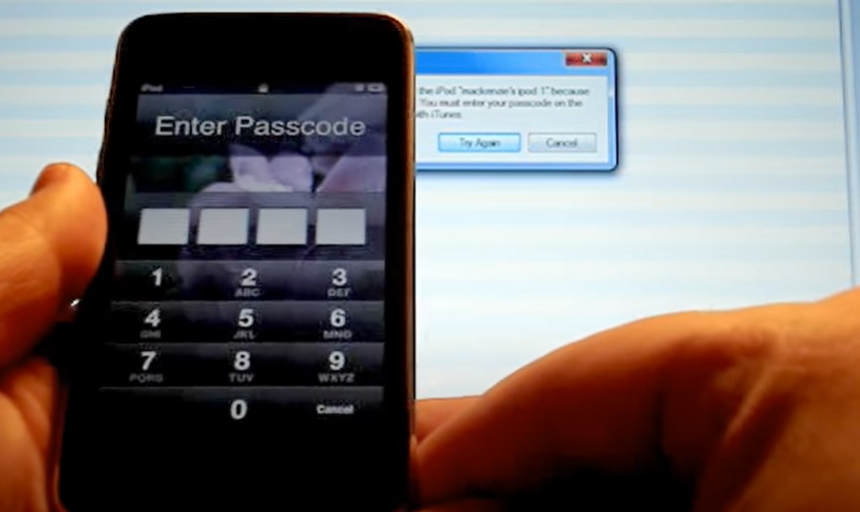 iPod
Enter Passcode
1
2
ABC
3
DEF
4
GHI
5
JKL
6
MNO
7
PQRS
8
TUV
9
WXYZ
0
Cancel
the iPod "mackenzie's ipod 1" because
You must enter your passcode on the
with iTunes.
Try Again
Cancel